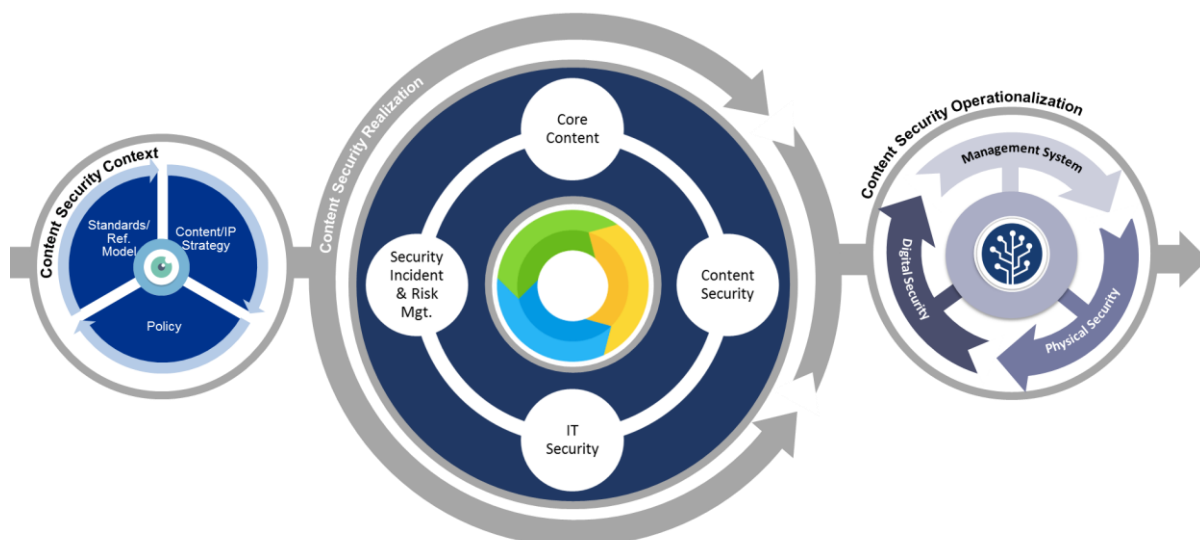 Content Security Context
Standards/
Ref.
Model
Content/IP
Strategy
Policy
Content Security Realization
Core
Content
Security
Incident
& Risk
Mgt.
Content
Security
IT
Security
Content Security Operationalization
Management System
Digital Security
Physical Security